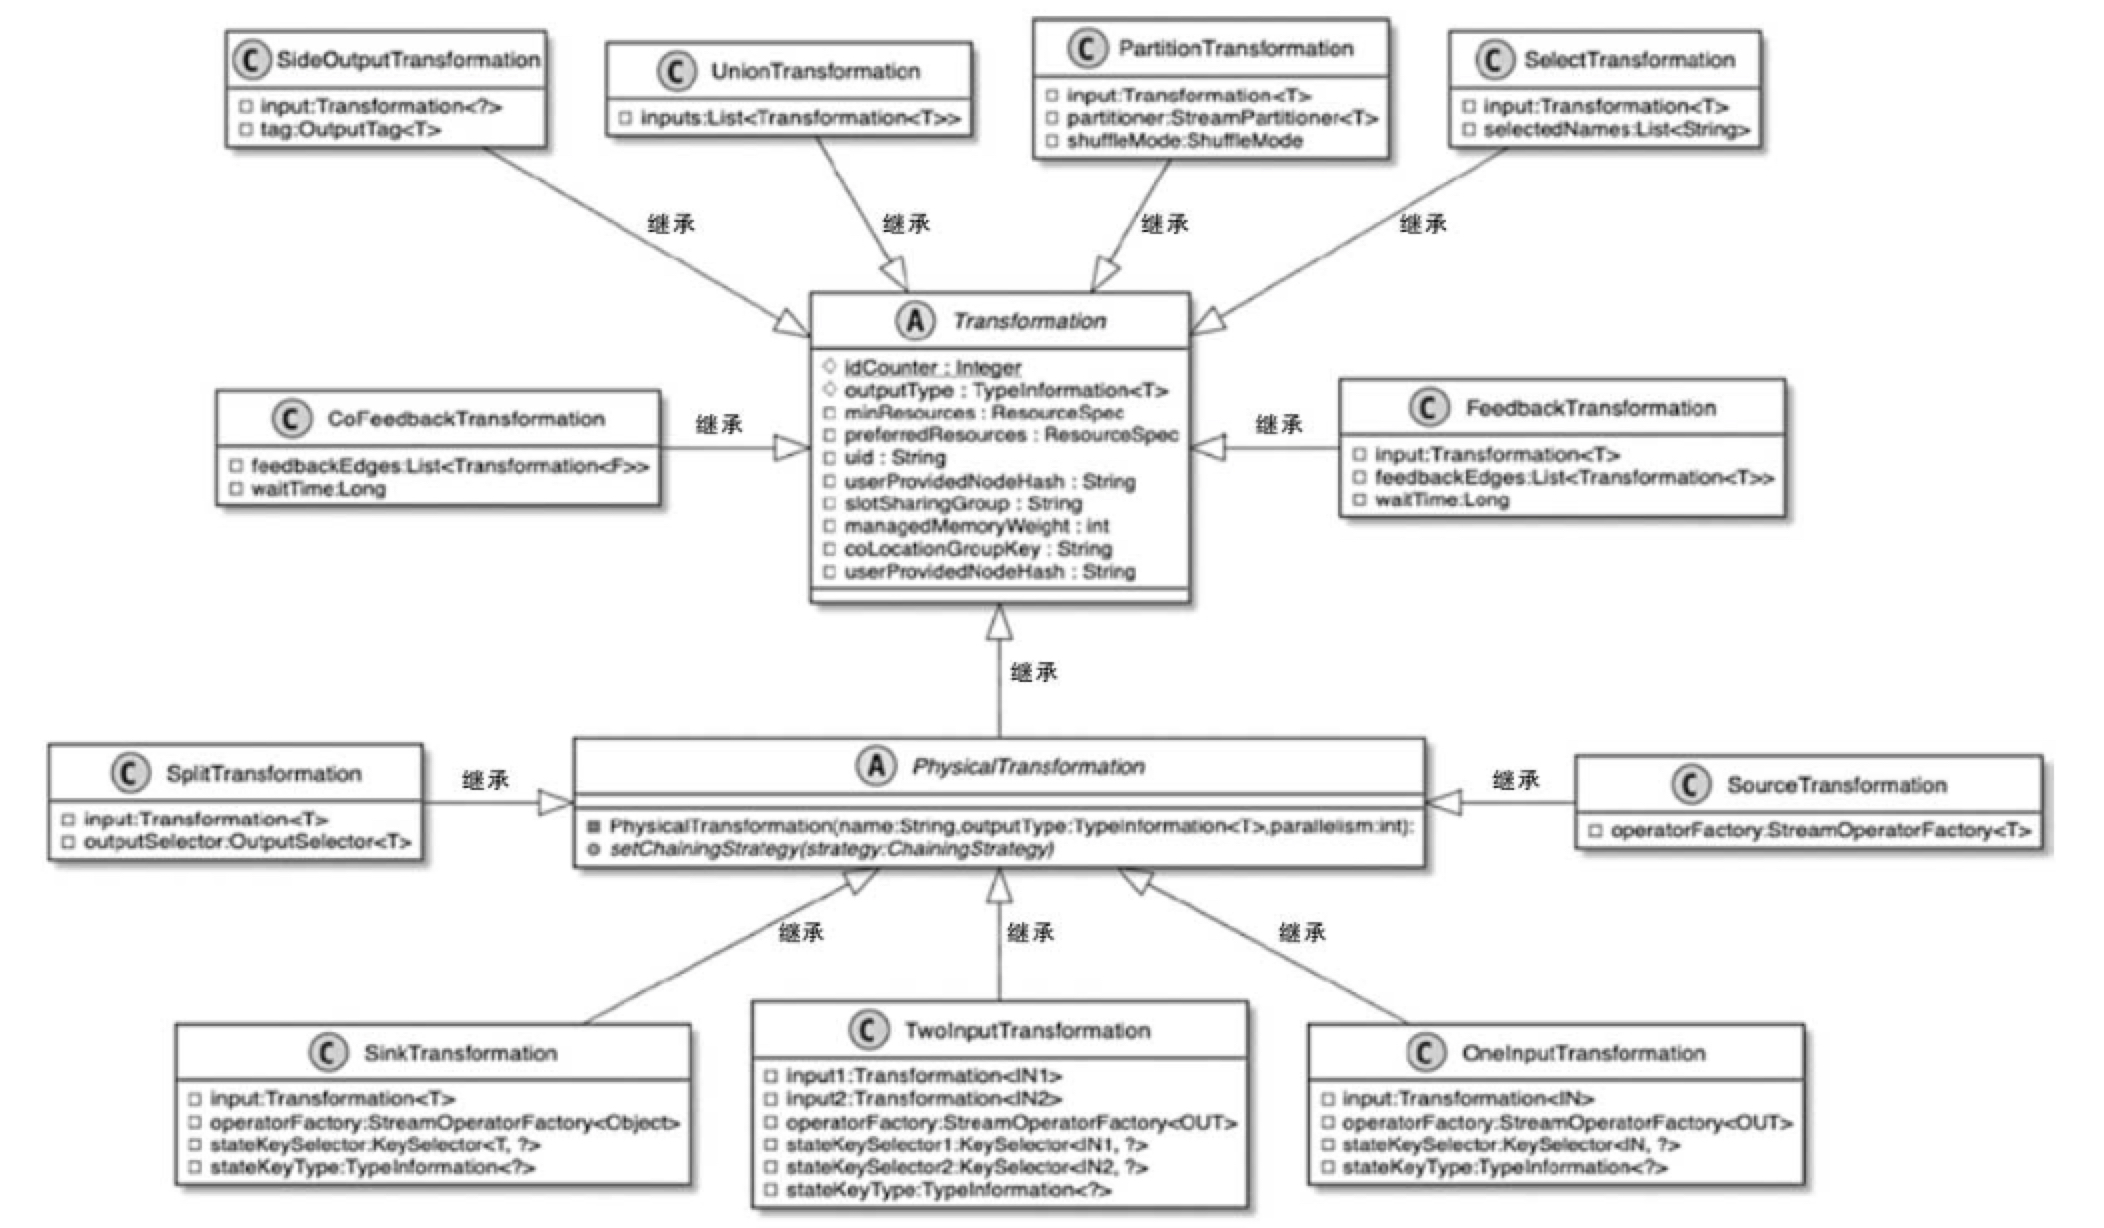 C SideOutputTransformation
input:Transformation<?>
tag:OutputTag<T>
C UnionTransformation
inputs:List<Transformation<T>>
C PartitionTransformation
input:Transformation<T>
partitioner:StreamPartitioner<T>
shuffleMode:ShuffleMode
C SelectTransformation
input:Transformation<T>
selectedNames:List<String>
继承
继承
继承
继承
A Transformation
idCounter : Integer
outputType : TypeInformation<T>
minResources : ResourceSpec
preferredResources : ResourceSpec
uid : String
userProvidedNodeHash : String
slotSharingGroup : String
managedMemoryWeight : int
coLocationGroupKey : String
userProvidedNodeHash : String
C CoFeedbackTransformation
feedbackEdges:List<Transformation<F>>
waitTime:Long
继承
继承
C FeedbackTransformation
input:Transformation<T>
feedbackEdges:List<Transformation<T>>
waitTime:Long
继承
C SplitTransformation
input:Transformation<T>
outputSelector:OutputSelector<T>
继承
A PhysicalTransformation
PhysicalTransformation(name:String,outputType:TypeInformation<T>,parallelism:int):
setChainingStrategy(strategy:ChainingStrategy)
继承
C SourceTransformation
operatorFactory:StreamOperatorFactory<T>
继承
继承
继承
C SinkTransformation
input:Transformation<T>
operatorFactory:StreamOperatorFactory<Object>
stateKeySelector:KeySelector<T, ?>
stateKeyType:TypeInformation<?>
C TwoInputTransformation
input1:Transformation<IN1>
input2:Transformation<IN2>
operatorFactory:StreamOperatorFactory<OUT>
stateKeySelector1:KeySelector<IN1, ?>
stateKeySelector2:KeySelector<IN2, ?>
stateKeyType:TypeInformation<?>
C OneInputTransformation
input:Transformation<IN>
operatorFactory:StreamOperatorFactory<OUT>
stateKeySelector:KeySelector<IN, ?>
stateKeyType:TypeInformation<?>